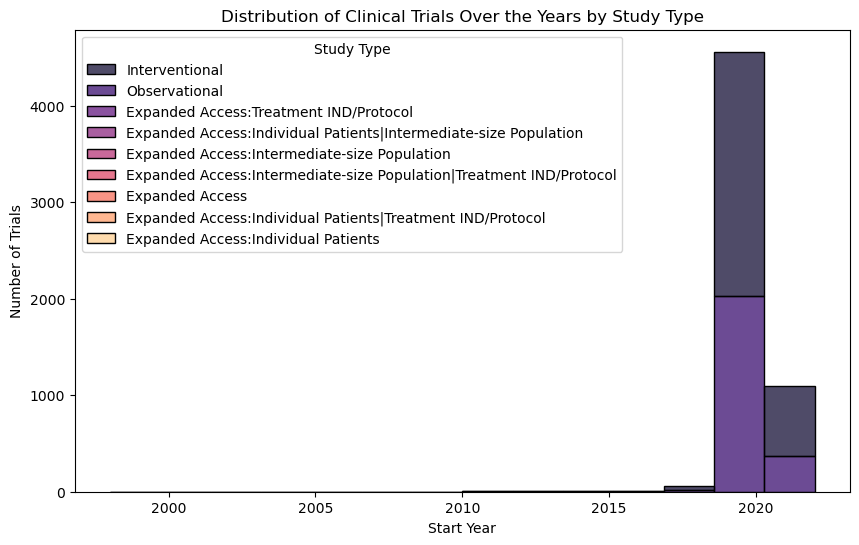 Distribution of Clinical Trials Over the Years by Study Type
Study Type
Interventional
Observational
Expanded Access:Treatment IND/Protocol
Expanded Access:Individual Patients|Intermediate-size Population
Expanded Access:Intermediate-size Population
Expanded Access:Intermediate-size Population|Treatment IND/Protocol
Expanded Access
Expanded Access:Individual Patients|Treatment IND/Protocol
Expanded Access:Individual Patients
Number of Trials
4000
3000
2000
1000
0
2000
2005
2010
2015
2020
Start Year